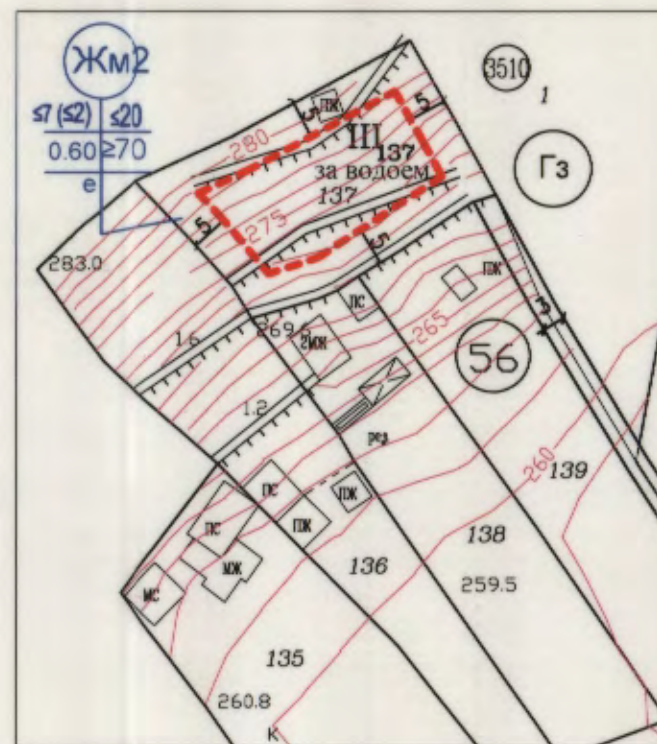 Жм2
≤7 (≤2) ≤20
0.60 ≥70
е
3510
1
Гз
ПЖ
280
5
5
III 137
за водоем
137
5
275
5
283.0
ПЖ
ПС
269.6
265
3
1.6
2МЖ
56
1.2
рез
260
139
ПС
ПЖ
ПС
ПЖ
138
МЖ
136
259.5
МС
135
260.8
К